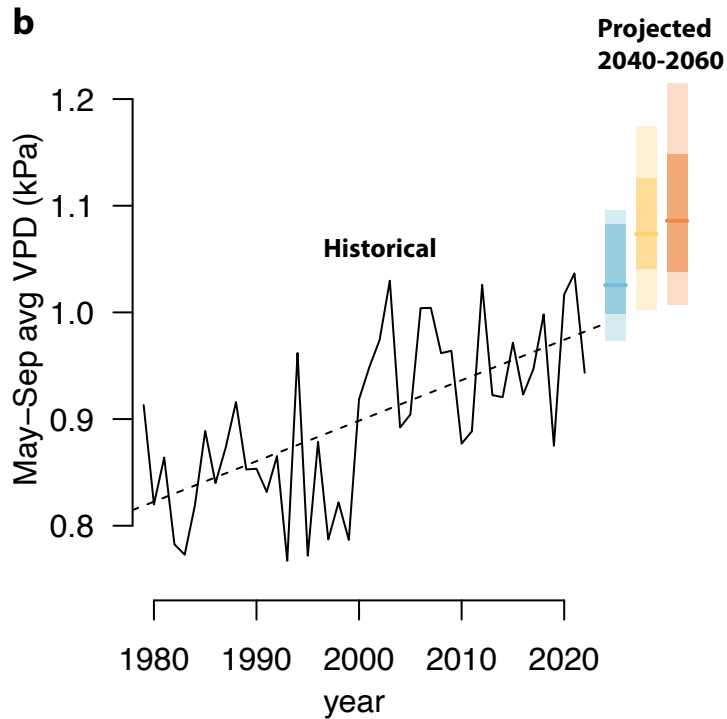 b
Projected
2040-2060
1.2
1.1
1.0
0.9
0.8
May–Sep avg VPD (kPa)
Historical
1980 1990 2000 2010 2020
year